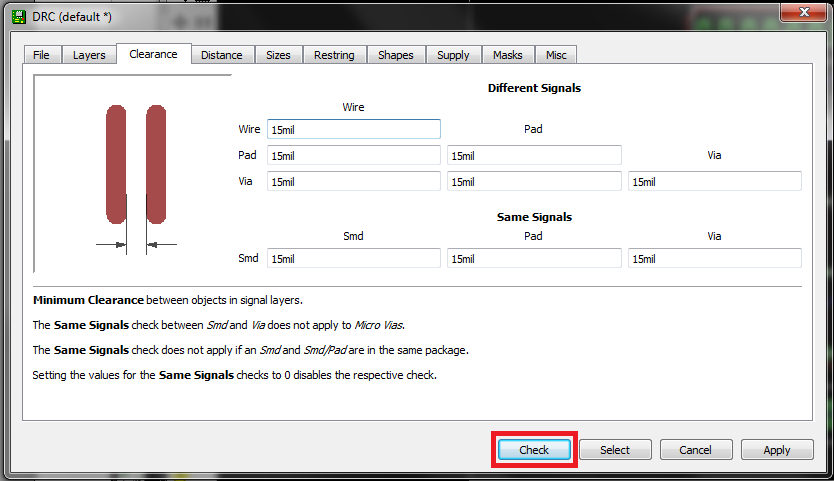 DRC (default *)
File Layers Clearance Distance Sizes Restring Shapes Supply Masks Misc
Different Signals
Wire
Wire 15mil Pad
Pad 15mil 15mil Via
Via 15mil 15mil 15mil
Same Signals
Smd Pad Via
Smd 15mil 15mil 15mil
Minimum Clearance between objects in signal layers.
The Same Signals check between Smd and Via does not apply to Micro Vias.
The Same Signals check does not apply if an Smd and Smd/Pad are in the same package.
Setting the values for the Same Signals checks to 0 disables the respective check.
Check Select Cancel Apply